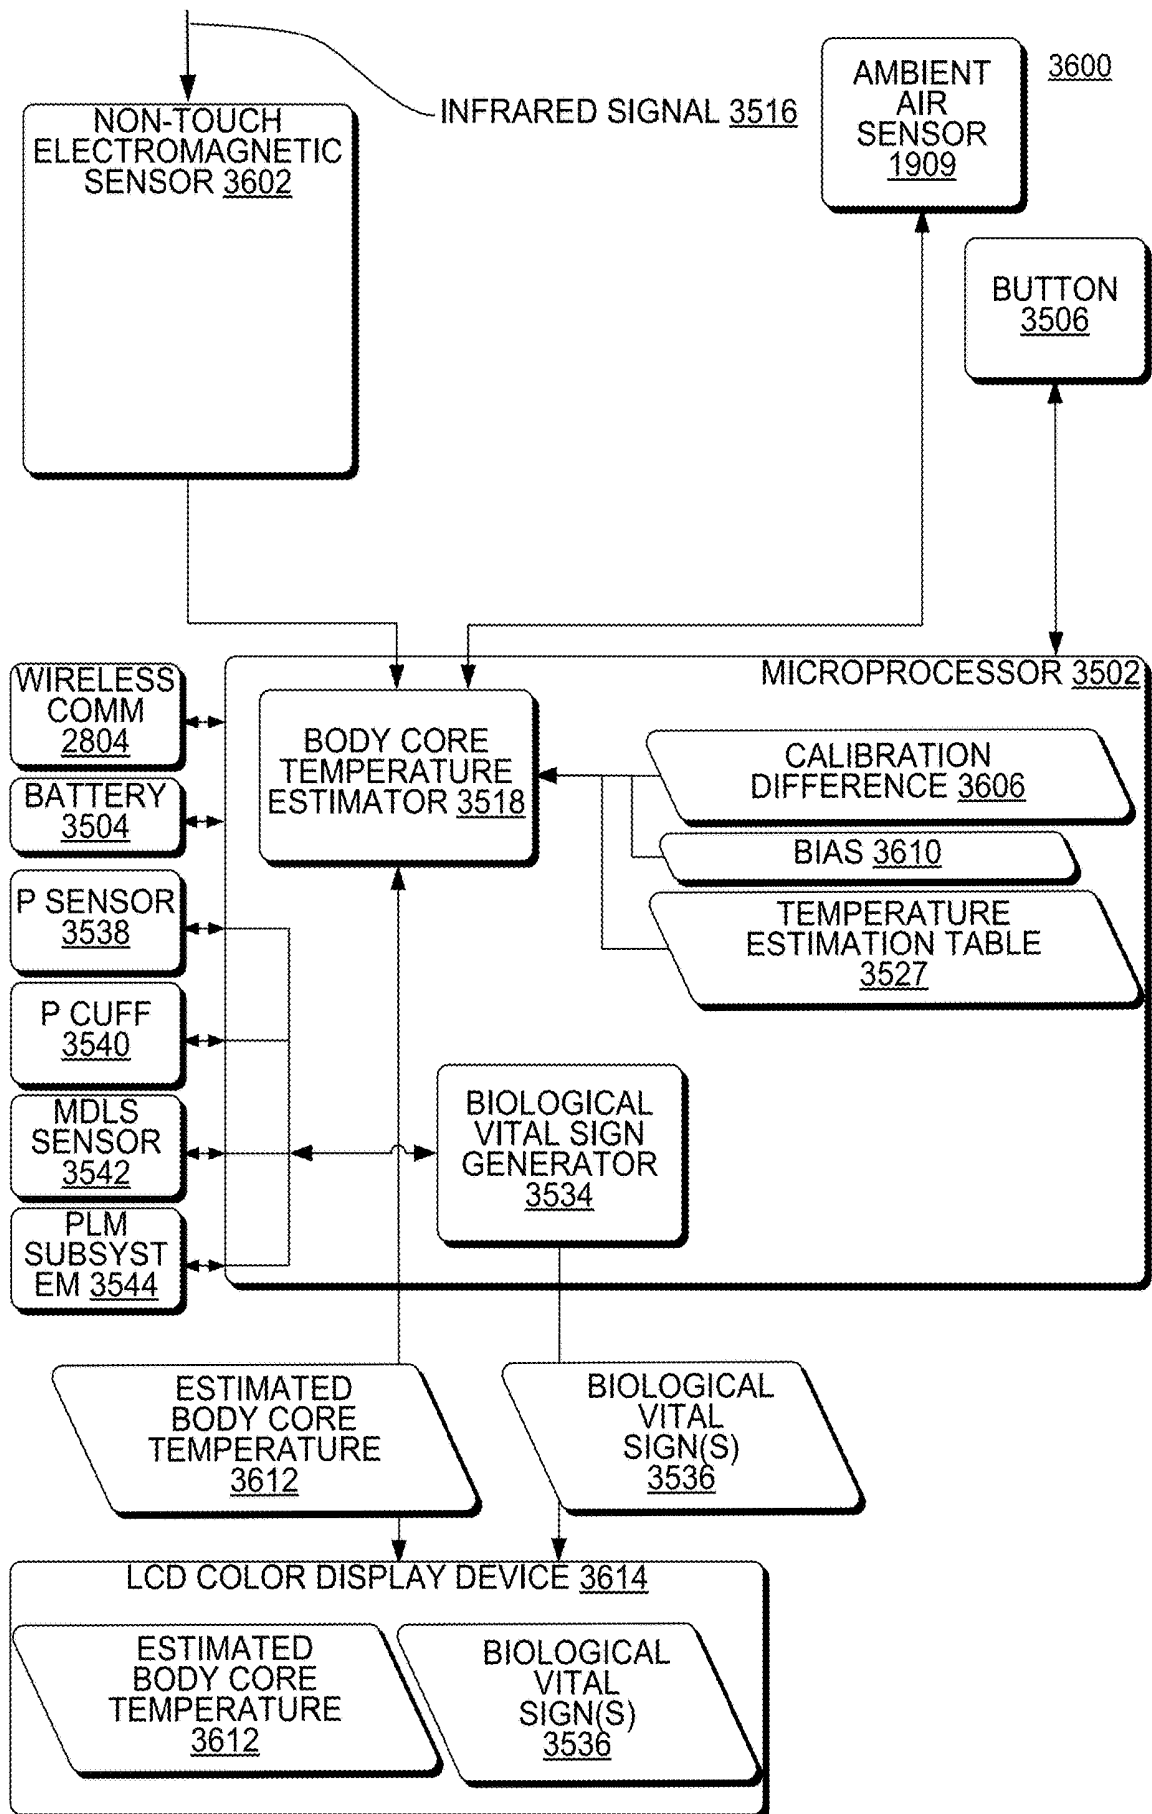 NON-TOUCH
ELECTROMAGNETIC
SENSOR 3602
INFRARED SIGNAL 3516
AMBIENT
AIR
SENSOR
1909
3600
BUTTON
3506
MICROPROCESSOR 3502
WIRELESS
COMM
2804
BATTERY
3504
P SENSOR
3538
P CUFF
3540
MDLS
SENSOR
3542
PLM
SUBSYST
EM 3544
BODY CORE
TEMPERATURE
ESTIMATOR 3518
CALIBRATION
DIFFERENCE 3606
BIAS 3610
TEMPERATURE
ESTIMATION TABLE
3527
BIOLOGICAL
VITAL SIGN
GENERATOR
3534
ESTIMATED
BODY CORE
TEMPERATURE
3612
BIOLOGICAL
VITAL
SIGN(S)
3536
LCD COLOR DISPLAY DEVICE 3614
ESTIMATED
BODY CORE
TEMPERATURE
3612
BIOLOGICAL
VITAL
SIGN(S)
3536